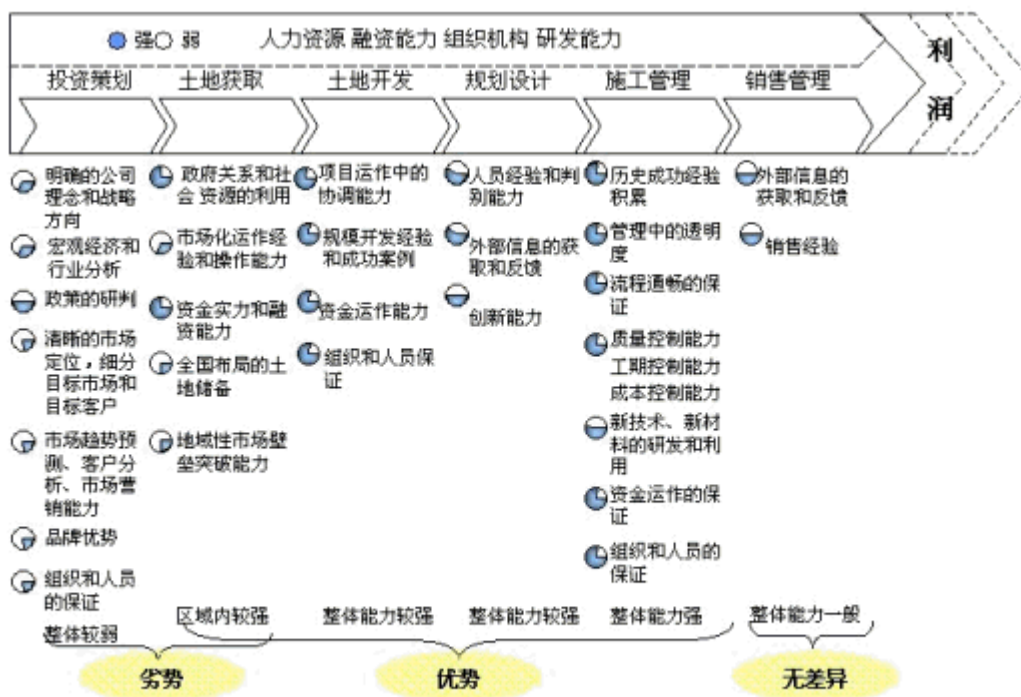 强 弱 人力资源 融资能力 组织机构 研发能力
利
润
投资策划
土地获取
土地开发
规划设计
施工管理
销售管理
明确的公司
理念和战略
方向
宏观经济和
行业分析
政策的研判
清晰的市场
定位，细分
目标市场和
目标客户
市场趋势预
测、客户分
析、市场营
销能力
品牌优势
组织和人员
的保证
整体较弱
政府关系和社
会 资源的利用
市场化运作经
验和操作能力
资金实力和融
资能力
全国布局的土
地储备
地域性市场壁
垒突破能力
区域内较强
项目运作中的
协调能力
规模开发经验
和成功案例
资金运作能力
组织和人员保
证
整体能力较强
人员经验和判
别能力
外部信息的获
取和反馈
创新能力
整体能力较强
历史成功经验
积累
管理中的透明
度
流程通畅的保
证
质量控制能力
工期控制能力
成本控制能力
新技术、新材
料的研发和利
用
资金运作的保
证
组织和人员的
保证
整体能力强
外部信息的
获取和反馈
销售经验
整体能力一般
劣势
优势
无差异